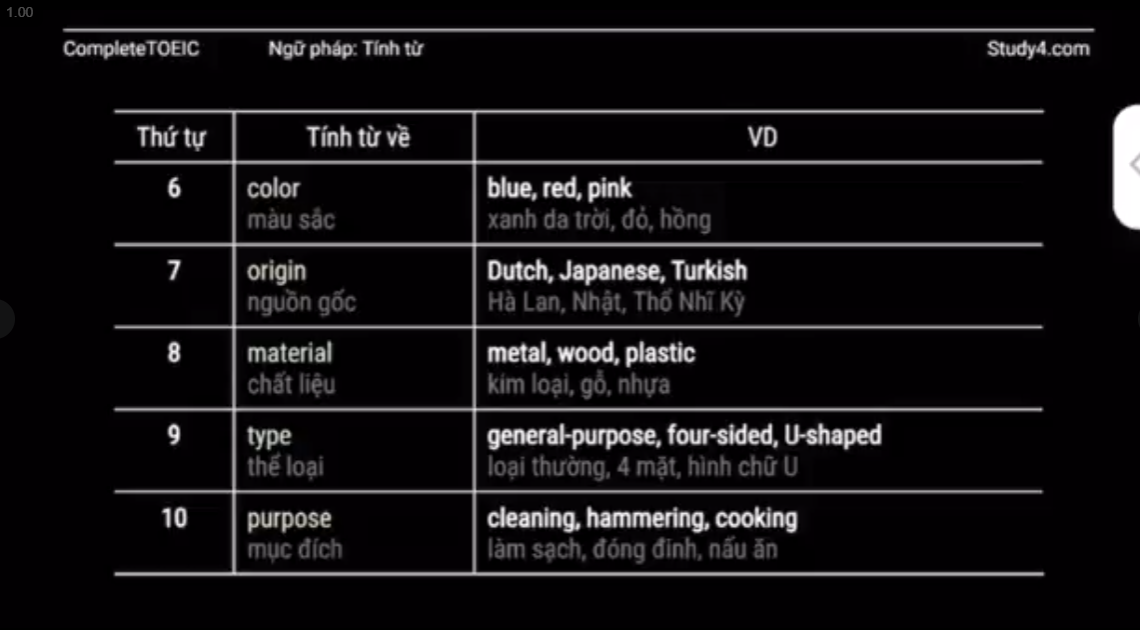 1.00
CompleteTOEIC Ngữ pháp: Tính từ Study4.com
Thứ tự Tính từ về VD
6 color blue, red, pink
màu sắc xanh da trời, đỏ, hồng
7 origin Dutch, Japanese, Turkish
nguồn gốc Hà Lan, Nhật, Thổ Nhĩ Kỳ
8 material metal, wood, plastic
chất liệu kim loại, gỗ, nhựa
9 type general-purpose, four-sided, U-shaped
thể loại loại thường, 4 mặt, hình chữ U
10 purpose cleaning, hammering, cooking
mục đích làm sạch, đóng đinh, nấu ăn